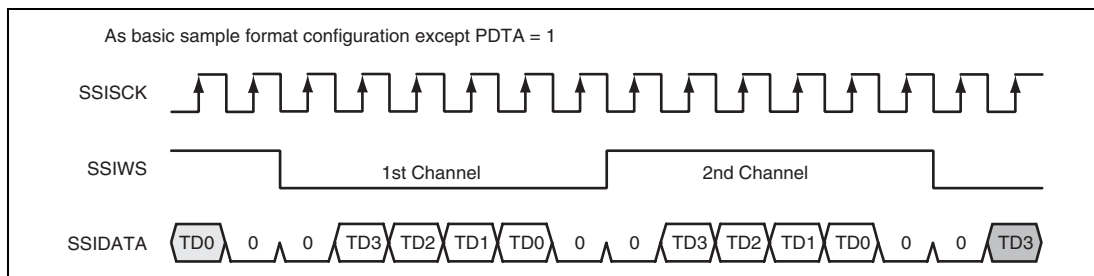 As basic sample format configuration except PDTA = 1
SSISCK
SSIWS 1st Channel 2nd Channel
SSIDATA TD0 0 0 TD3 TD2 TD1 TD0 0 0 TD3 TD2 TD1 TD0 0 0 TD3